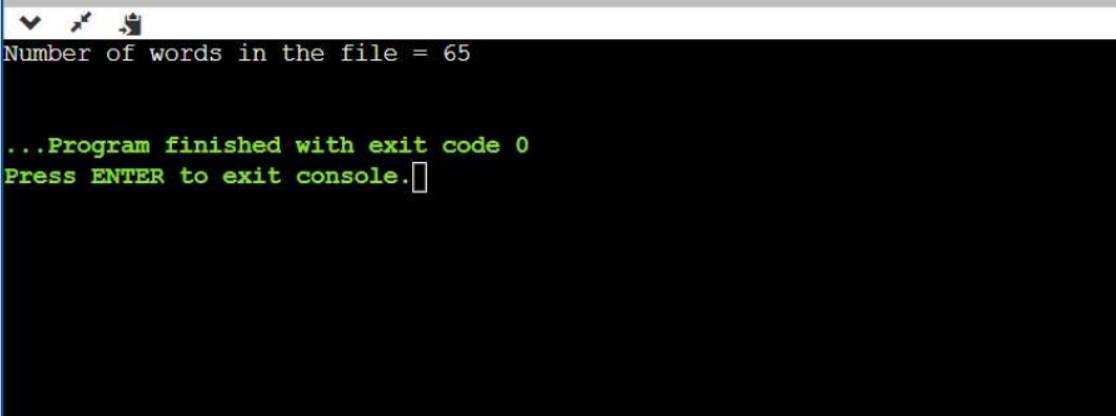 Number of words in the file = 65
...Program finished with exit code 0
Press ENTER to exit console.